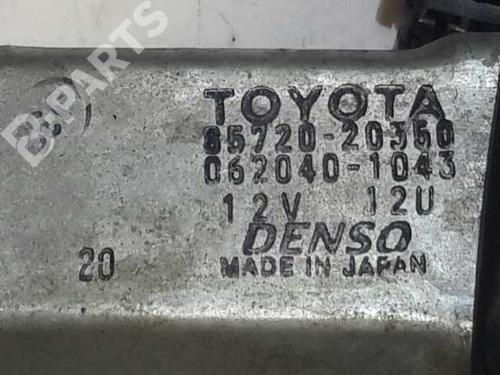 B-PARTS
TOYOTA
85720-20360
062040-1043
12V 12U
DENSO
20
MADE IN JAPAN